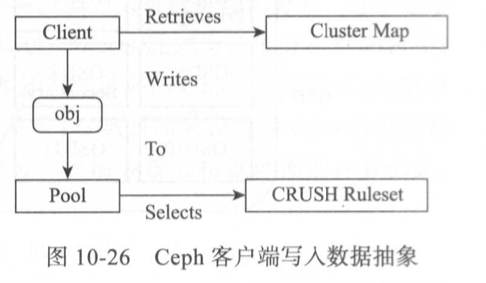 Retrieves
Client
Cluster Map
Writes
obj
To
Pool
CRUSH Ruleset
Selects
图 10-26 Ceph 客户端写入数据抽象